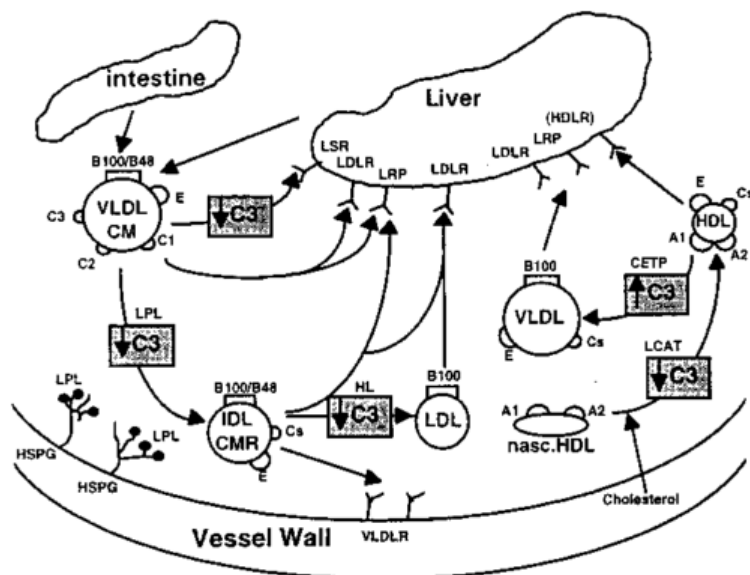 intestine
Liver
(HDLR)
LRP
LDLR
LSR
LDLR
LRP
LDLR
B100/B48
E
VLDL
CM
C3
C1
C2
C3
E
Cs
HDL
A1
A2
CETP
C3
B100
VLDL
E
Cs
LPL
C3
LCAT
C3
LPL
LPL
HSPG
HSPG
B100/B48
IDL
CMR
Cs
E
HL
C3
B100
LDL
A1
A2
nasc.HDL
Cholesterol
Vessel Wall
VLDLR